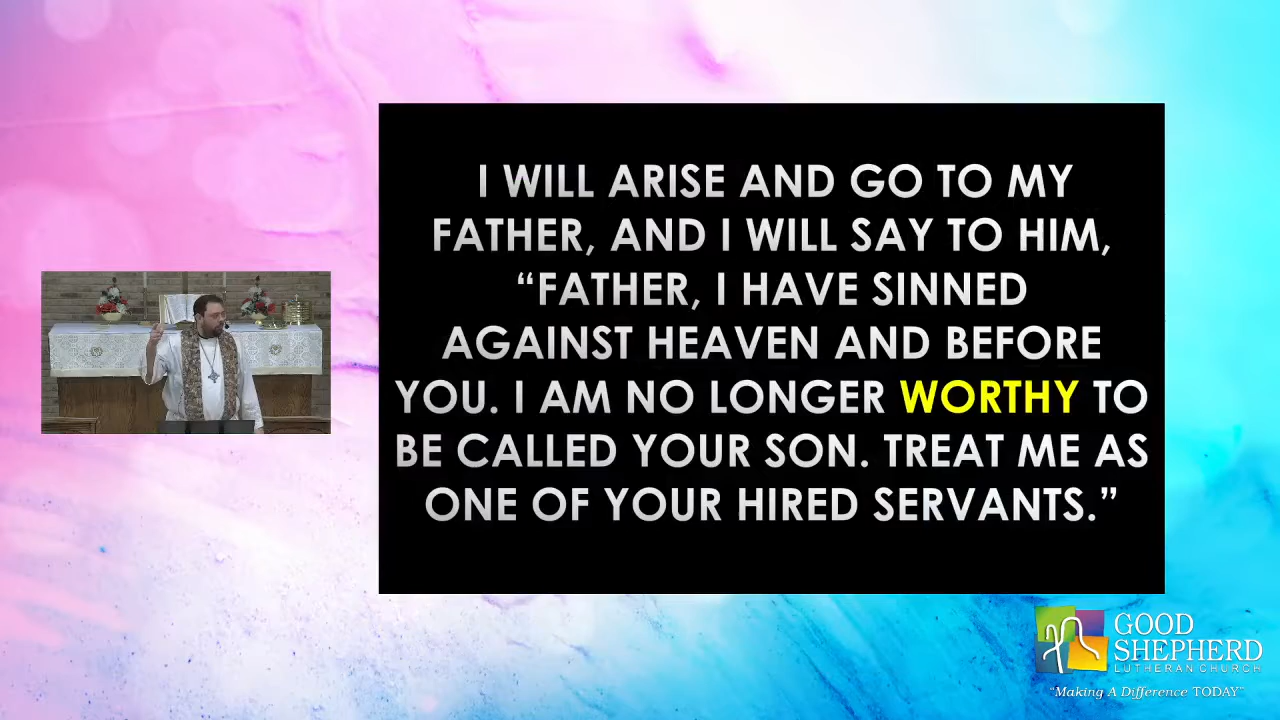 I WILL ARISE AND GO TO MY
FATHER, AND I WILL SAY TO HIM,
“FATHER, I HAVE SINNED
AGAINST HEAVEN AND BEFORE
YOU. I AM NO LONGER WORTHY TO
BE CALLED YOUR SON. TREAT ME AS
ONE OF YOUR HIRED SERVANTS.”
GOOD
SHEPHERD
LUTHERAN CHURCH
“Making A Difference TODAY”